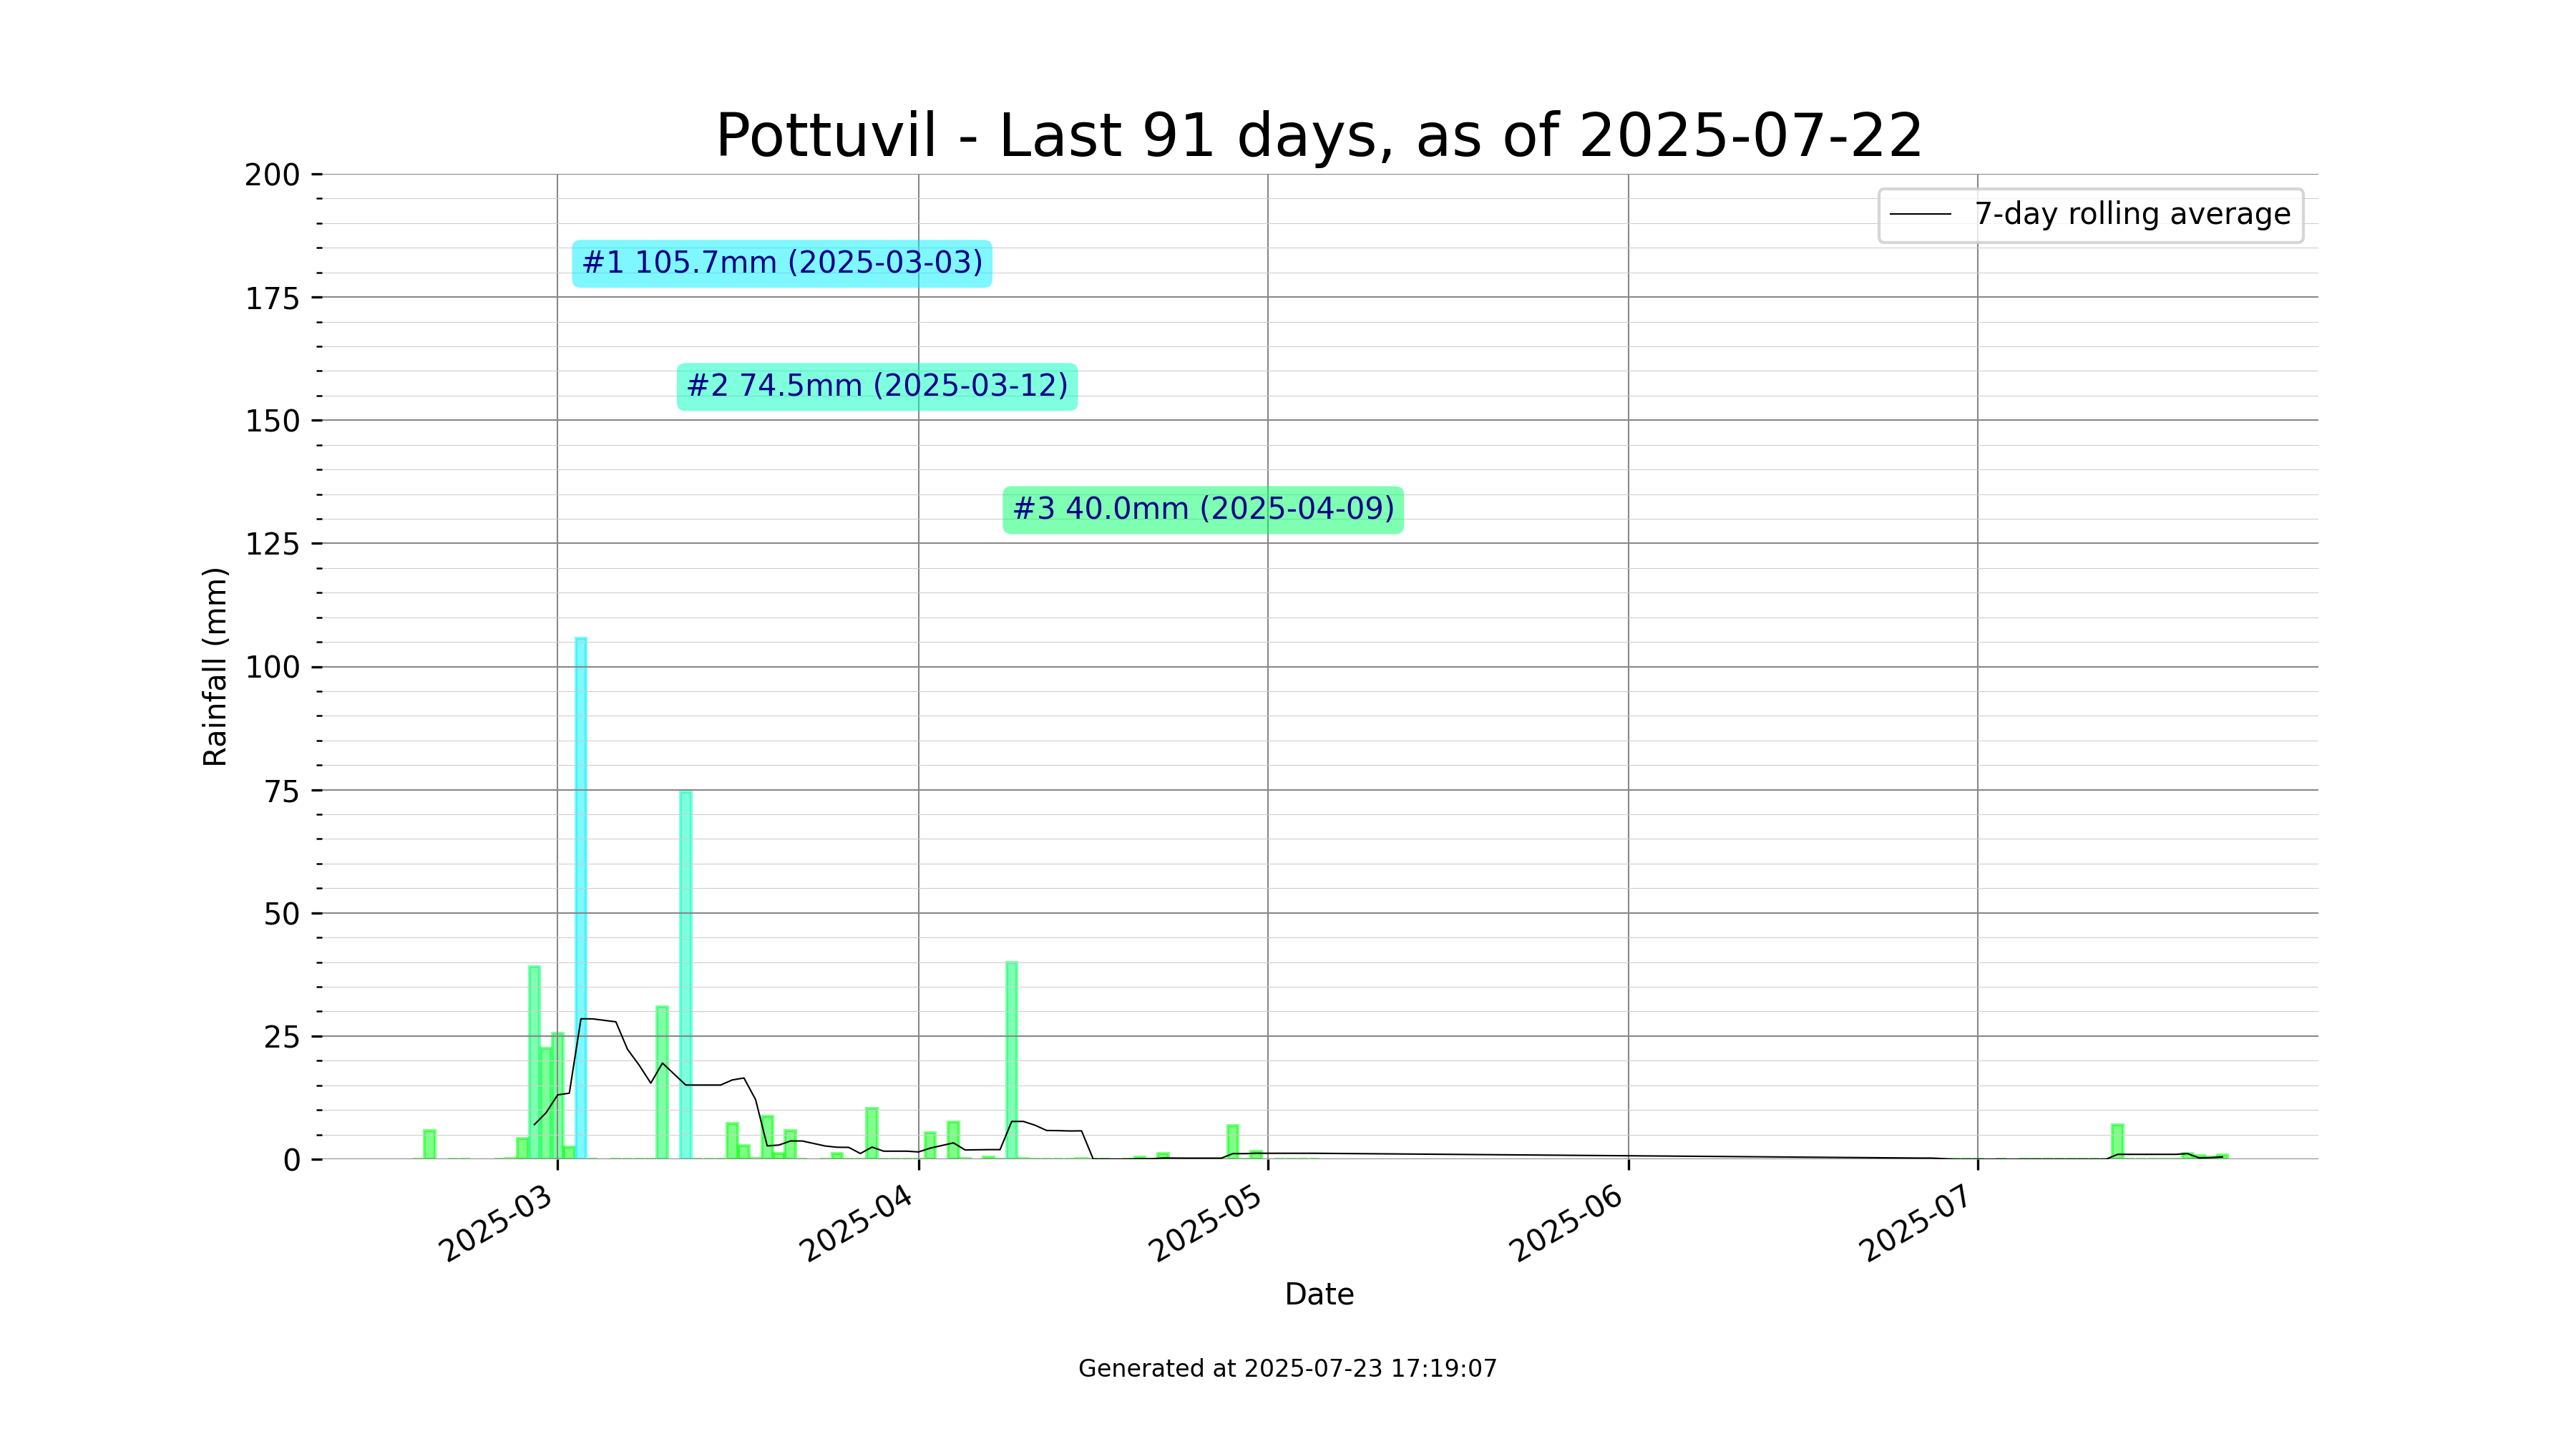 Pottuvil - Last 91 days, as of 2025-07-22
200
175
150
125
100
75
50
25
0
Rainfall (mm)
7-day rolling average
#1 105.7mm (2025-03-03)
#2 74.5mm (2025-03-12)
#3 40.0mm (2025-04-09)
2025-03
2025-04
2025-05
2025-06
2025-07
Date
Generated at 2025-07-23 17:19:07